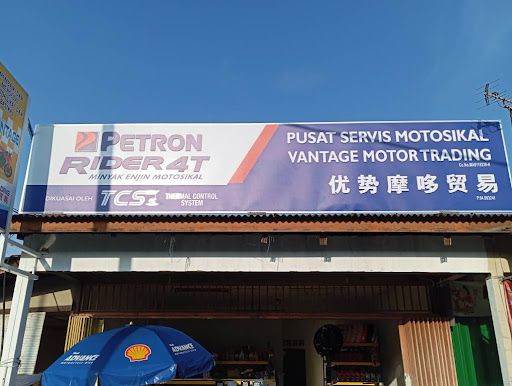 PETRON
RIDER 4T
MINYAK ENJIN MOTOSIKAL
DIKUASAI OLEH TCS THERMAL CONTROL SYSTEM
PUSAT SERVIS MOTOSIKAL
VANTAGE MOTOR TRADING
优势摩哆贸易
ADVANCE
ADVANCE